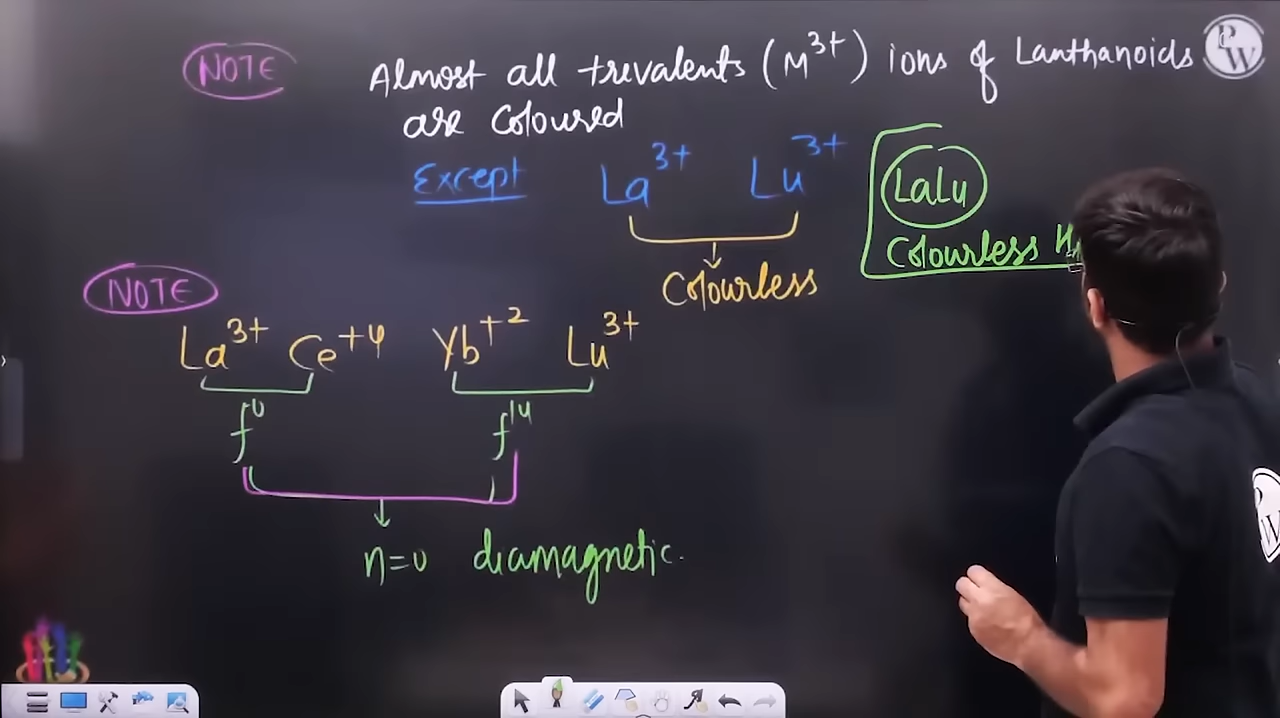 NOTE
Almost all trevalents (M³⁺) ions of Lanthanoids
are Coloured
PW
Except La³⁺ Lu³⁺
LaLu
Colourless
Colourless
NOTE
La³⁺ Ce⁺⁴ Yb⁺² Lu³⁺
f⁰ f¹⁴
n=0 diamagnetic.
W